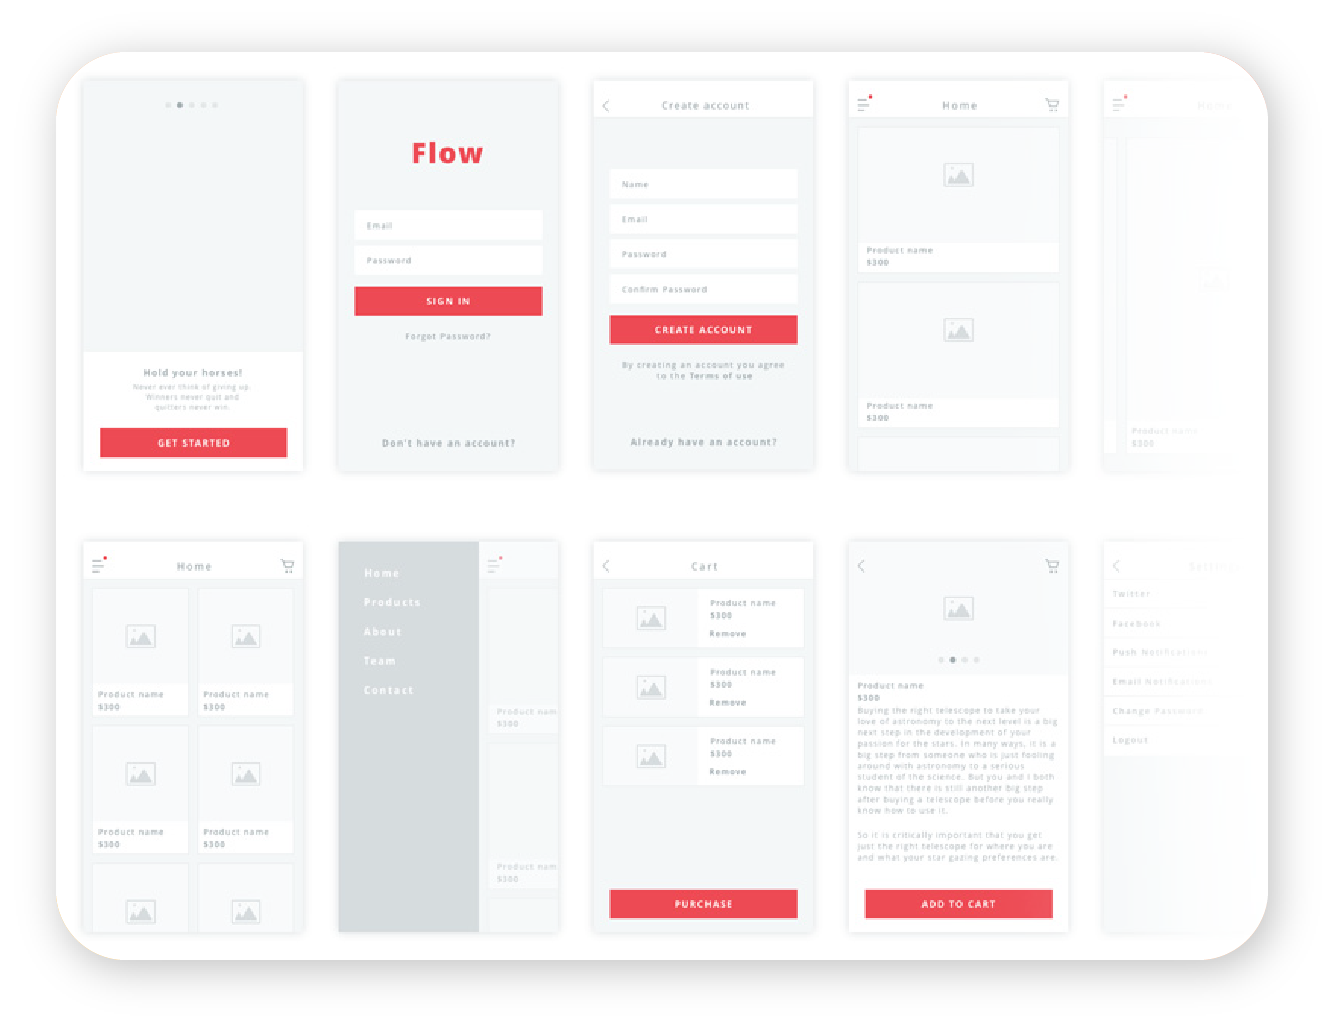 Hold your horses!
Never ever think of giving up.
Winners never quit and
quitters never win.
GET STARTED
Flow
Email
Password
SIGN IN
Forgot Password?
Don't have an account?
Create account
Name
Email
Password
Confirm Password
CREATE ACCOUNT
By creating an account you agree
to the Terms of use
Already have an account?
Home
Product name
$300
Product name
$300
Home
Product name
$300
Home
Product name
$300
Product name
$300
Product name
$300
Product name
$300
Home
Products
About
Team
Contact
Product nam
$300
Product nam
$300
Cart
Product name
$300
Remove
Product name
$300
Remove
Product name
$300
Remove
PURCHASE
Product name
$300
Buying the right telescope to take your
love of astronomy to the next level is a big
next step in the development of your
passion for the stars. In many ways, it is a
big step from someone who is just fooling
around with astronomy to a serious
student of the science. But you and I both
know that there is still another big step
after buying a telescope before you really
know how to use it.
So it is critically important that you get
just the right telescope for where you are
and what your star gazing preferences are.
ADD TO CART
Settings
Twitter
Facebook
Push Notifications
Email Notifications
Change Password
Logout